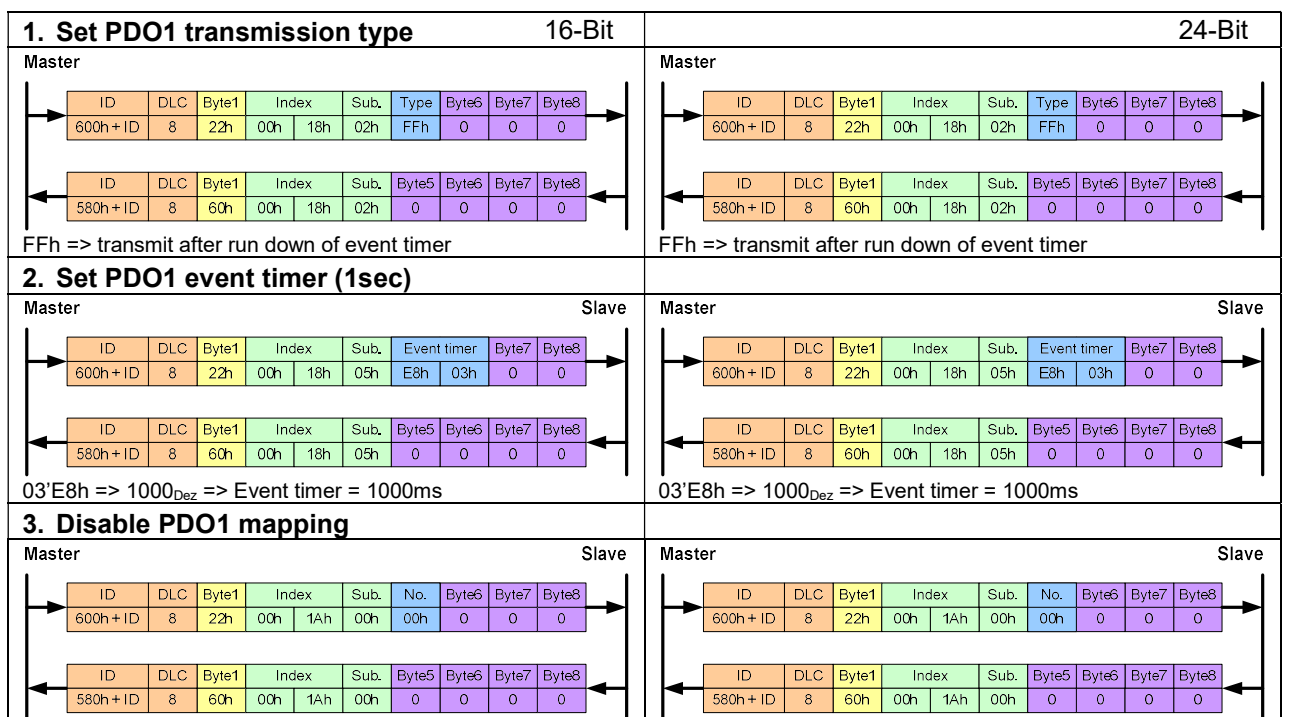 1. Set PDO1 transmission type 16-Bit 24-Bit
Master Master
ID DLC Byte1 Index Sub. Type Byte6 Byte7 Byte8 ID DLC Byte1 Index Sub. Type Byte6 Byte7 Byte8
600h + ID 8 22h 00h 18h 02h FFh 0 0 0 600h + ID 8 22h 00h 18h 02h FFh 0 0 0
ID DLC Byte1 Index Sub. Byte5 Byte6 Byte7 Byte8 ID DLC Byte1 Index Sub. Byte5 Byte6 Byte7 Byte8
580h + ID 8 60h 00h 18h 02h 0 0 0 0 580h + ID 8 60h 00h 18h 02h 0 0 0 0
FFh => transmit after run down of event timer FFh => transmit after run down of event timer
2. Set PDO1 event timer (1sec)
Master Slave Master Slave
ID DLC Byte1 Index Sub. Event timer Byte7 Byte8 ID DLC Byte1 Index Sub. Event timer Byte7 Byte8
600h + ID 8 22h 00h 18h 05h E8h 03h 0 0 600h + ID 8 22h 00h 18h 05h E8h 03h 0 0
ID DLC Byte1 Index Sub. Byte5 Byte6 Byte7 Byte8 ID DLC Byte1 Index Sub. Byte5 Byte6 Byte7 Byte8
580h + ID 8 60h 00h 18h 05h 0 0 0 0 580h + ID 8 60h 00h 18h 05h 0 0 0 0
03’E8h => 1000Dez => Event timer = 1000ms 03’E8h => 1000Dez => Event timer = 1000ms
3. Disable PDO1 mapping
Master Slave Master Slave
ID DLC Byte1 Index Sub. No. Byte6 Byte7 Byte8 ID DLC Byte1 Index Sub. No. Byte6 Byte7 Byte8
600h + ID 8 22h 00h 1Ah 00h 00h 0 0 0 600h + ID 8 22h 00h 1Ah 00h 00h 0 0 0
ID DLC Byte1 Index Sub. Byte5 Byte6 Byte7 Byte8 ID DLC Byte1 Index Sub. Byte5 Byte6 Byte7 Byte8
580h + ID 8 60h 00h 1Ah 00h 0 0 0 0 580h + ID 8 60h 00h 1Ah 00h 0 0 0 0